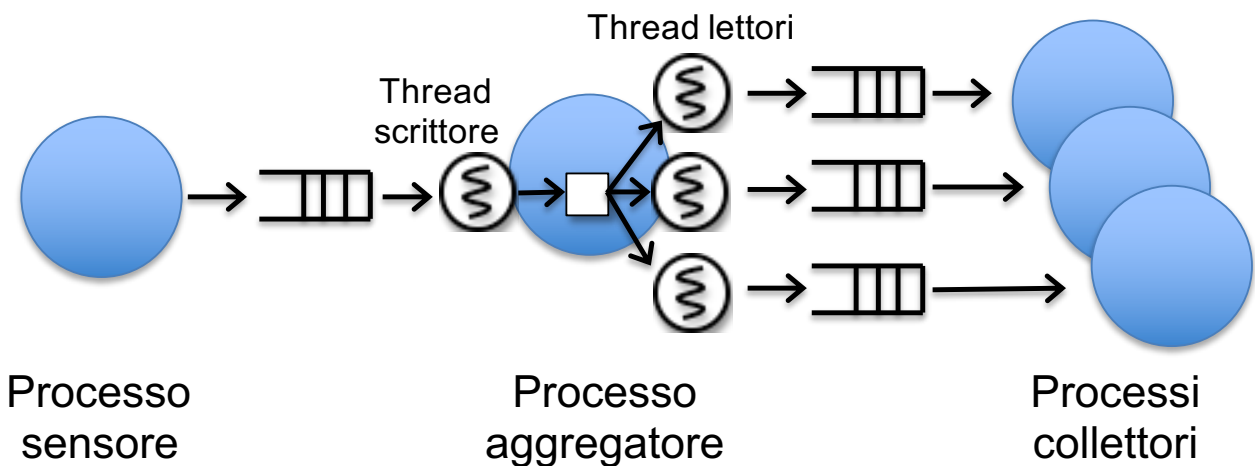 Thread lettori
Thread
scrittore
Processo
sensore
Processo
aggregatore
Processi
collettori